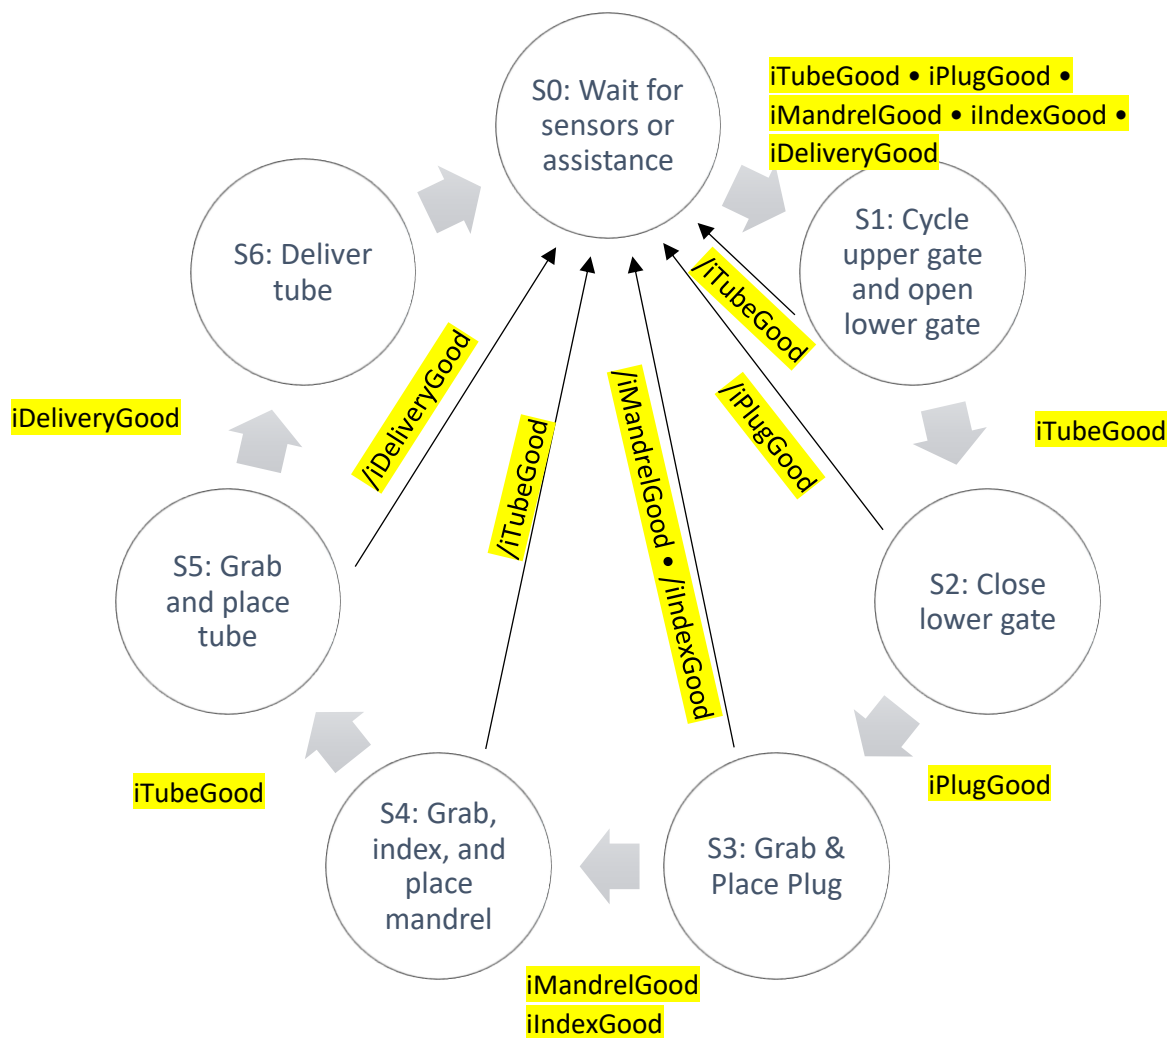 S0: Wait for
sensors or
assistance
iTubeGood • iPlugGood •
iMandrelGood • iIndexGood •
iDeliveryGood
S1: Cycle
upper gate
and open
lower gate
/iTubeGood
iTubeGood
S2: Close
lower gate
/iPlugGood
iPlugGood
S3: Grab &
Place Plug
/iMandrelGood • /iIndexGood
iMandrelGood
iIndexGood
S4: Grab,
index, and
place
mandrel
/iTubeGood
iTubeGood
S5: Grab
and place
tube
/iDeliveryGood
iDeliveryGood
S6: Deliver
tube